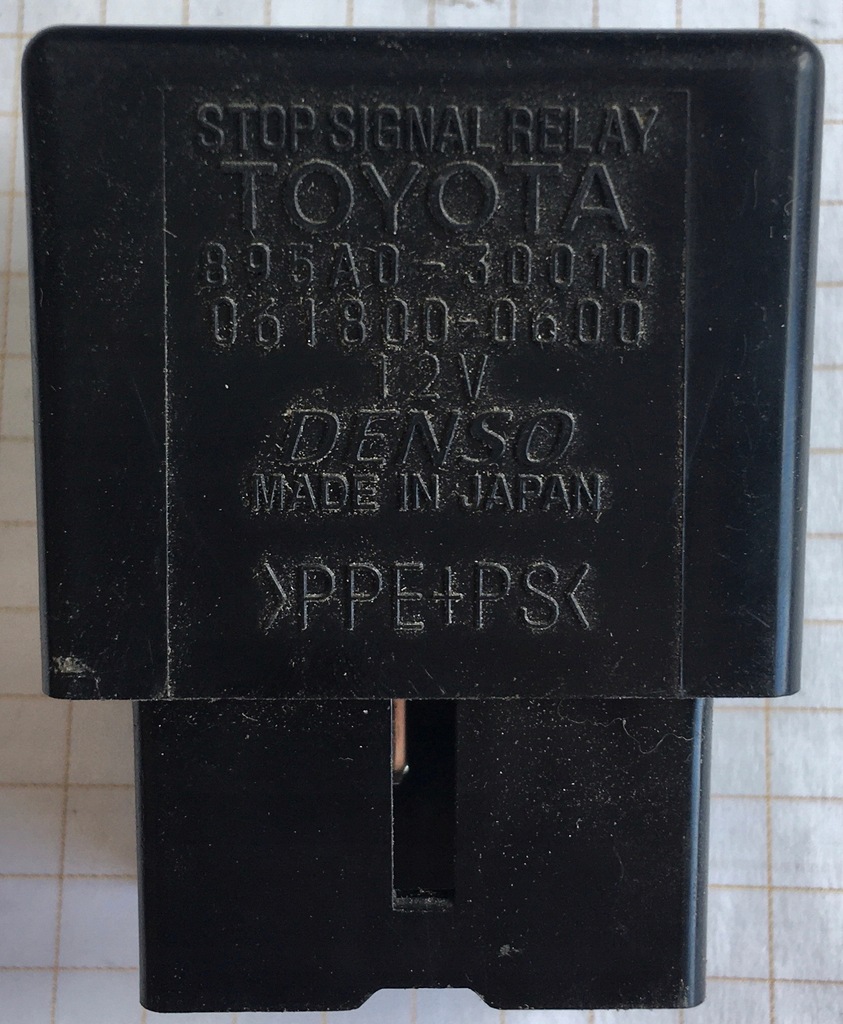 STOP SIGNAL RELAY
TOYOTA
895A0-30010
061800-0600
12V
DENSO
MADE IN JAPAN
>PPE+PS<